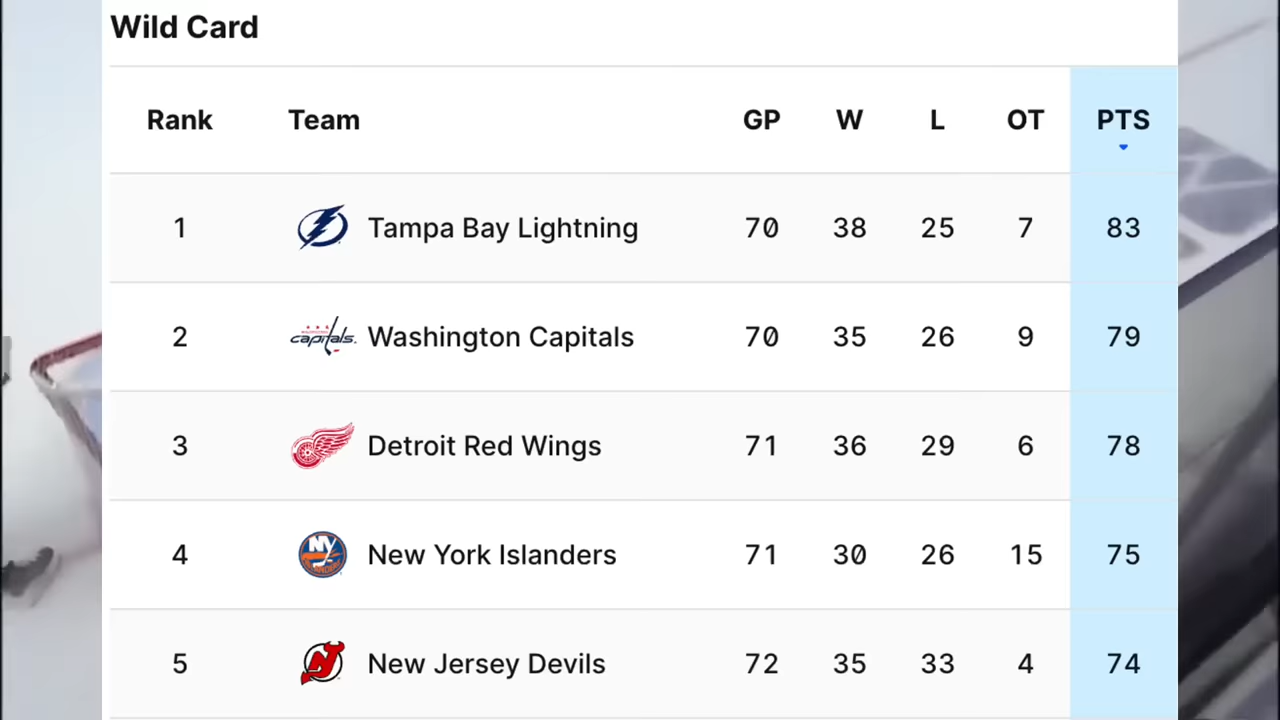 Wild Card
Rank Team GP W L OT PTS
1 Tampa Bay Lightning 70 38 25 7 83
2 capitals. Washington Capitals 70 35 26 9 79
3 Detroit Red Wings 71 36 29 6 78
4 NY New York Islanders 71 30 26 15 75
5 New Jersey Devils 72 35 33 4 74